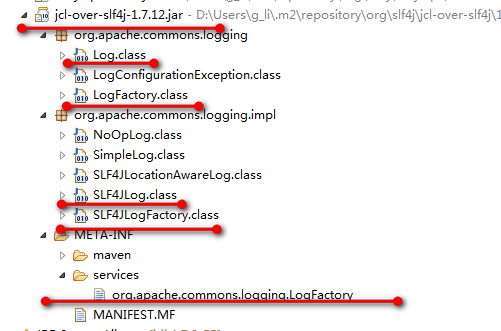 jcl-over-slf4j-1.7.12.jar - D:\Users\g_li\.m2\repository\org\slf4j\jcl-over-slf4j\1
org.apache.commons.logging
Log.class
LogConfigurationException.class
LogFactory.class
org.apache.commons.logging.impl
NoOpLog.class
SimpleLog.class
SLF4JLocationAwareLog.class
SLF4JLog.class
SLF4JLogFactory.class
META-INF
maven
services
org.apache.commons.logging.LogFactory
MANIFEST.MF